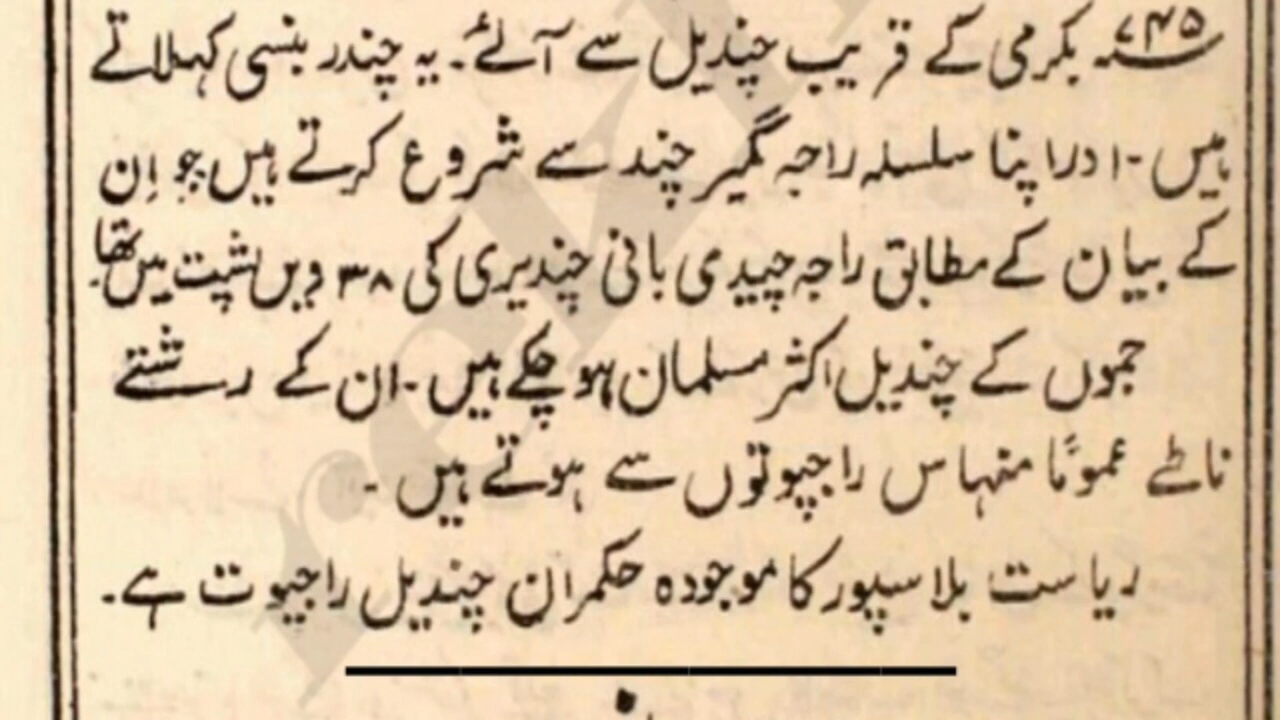 ۷۴۵ء بکرمی کے قریب چندیل سے آئے۔ یہ چندر بنسی کہلاتے
ہیں۔ اور اپنا سلسلہ راجہ گمیر چند سے شروع کرتے ہیں جو اِن
کے بیان کے مطابق راجہ چیدی بانی چندیری کی ۳۸ ویں پشت میں تھا۔
جموں کے چندیل اکثر مسلمان ہو چکے ہیں۔ ان کے رشتے
ناطے عموماً منہاس راجپوتوں سے ہوتے ہیں۔
ریاست بلاسپور کا موجودہ حکمران چندیل راجپوت ہے۔